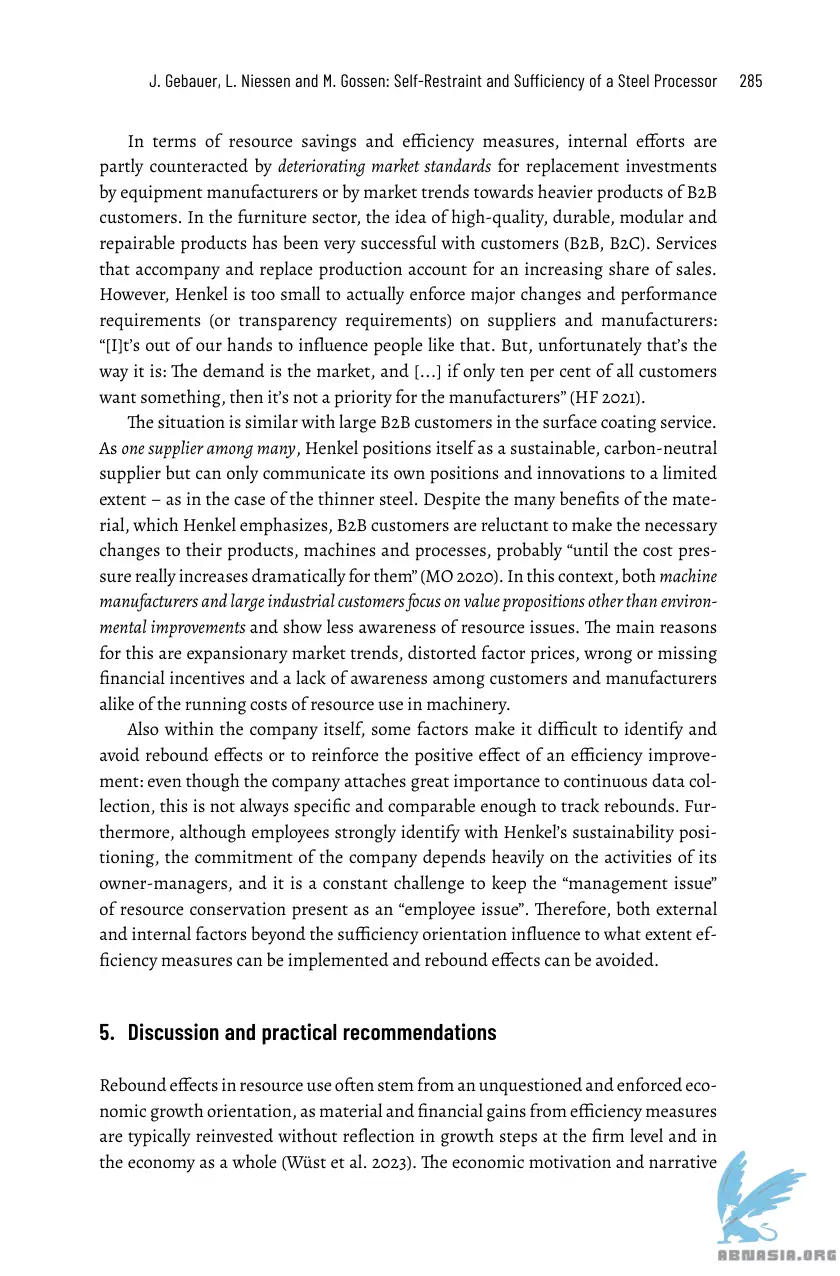 J. Gebauer, L. Niessen and M. Gossen: Self-Restraint and Sufficiency of a Steel Processor 285
In terms of resource savings and efficiency measures, internal efforts are
partly counteracted by deteriorating market standards for replacement investments
by equipment manufacturers or by market trends towards heavier products of B2B
customers. In the furniture sector, the idea of high-quality, durable, modular and
repairable products has been very successful with customers (B2B, B2C). Services
that accompany and replace production account for an increasing share of sales.
However, Henkel is too small to actually enforce major changes and performance
requirements (or transparency requirements) on suppliers and manufacturers:
“[I]t’s out of our hands to influence people like that. But, unfortunately that’s the
way it is: The demand is the market, and [...] if only ten per cent of all customers
want something, then it’s not a priority for the manufacturers” (HF 2021).
The situation is similar with large B2B customers in the surface coating service.
As one supplier among many, Henkel positions itself as a sustainable, carbon-neutral
supplier but can only communicate its own positions and innovations to a limited
extent – as in the case of the thinner steel. Despite the many benefits of the mate-
rial, which Henkel emphasizes, B2B customers are reluctant to make the necessary
changes to their products, machines and processes, probably “until the cost pres-
sure really increases dramatically for them” (MO 2020). In this context, both machine
manufacturers and large industrial customers focus on value propositions other than environ-
mental improvements and show less awareness of resource issues. The main reasons
for this are expansionary market trends, distorted factor prices, wrong or missing
financial incentives and a lack of awareness among customers and manufacturers
alike of the running costs of resource use in machinery.
Also within the company itself, some factors make it difficult to identify and
avoid rebound effects or to reinforce the positive effect of an efficiency improve-
ment: even though the company attaches great importance to continuous data col-
lection, this is not always specific and comparable enough to track rebounds. Fur-
thermore, although employees strongly identify with Henkel’s sustainability posi-
tioning, the commitment of the company depends heavily on the activities of its
owner-managers, and it is a constant challenge to keep the “management issue”
of resource conservation present as an “employee issue”. Therefore, both external
and internal factors beyond the sufficiency orientation influence to what extent ef-
ficiency measures can be implemented and rebound effects can be avoided.
5. Discussion and practical recommendations
Rebound effects in resource use often stem from an unquestioned and enforced eco-
nomic growth orientation, as material and financial gains from efficiency measures
are typically reinvested without reflection in growth steps at the firm level and in
the economy as a whole (Wüst et al. 2023). The economic motivation and narrative
ABNASIA.ORG